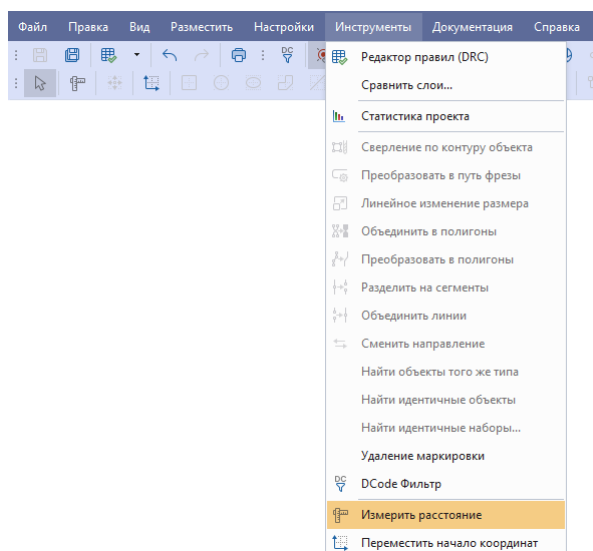 Файл Правка Вид Разместить Настройки Инструменты Документация Справка
DC
Редактор правил (DRC)
Сравнить слои...
Статистика проекта
Сверление по контуру объекта
Преобразовать в путь фрезы
Линейное изменение размера
Объединить в полигоны
Преобразовать в полигоны
Разделить на сегменты
Объединить линии
Сменить направление
Найти объекты того же типа
Найти идентичные объекты
Найти идентичные наборы...
Удаление маркировки
DC DCode Фильтр
Измерить расстояние
Переместить начало координат